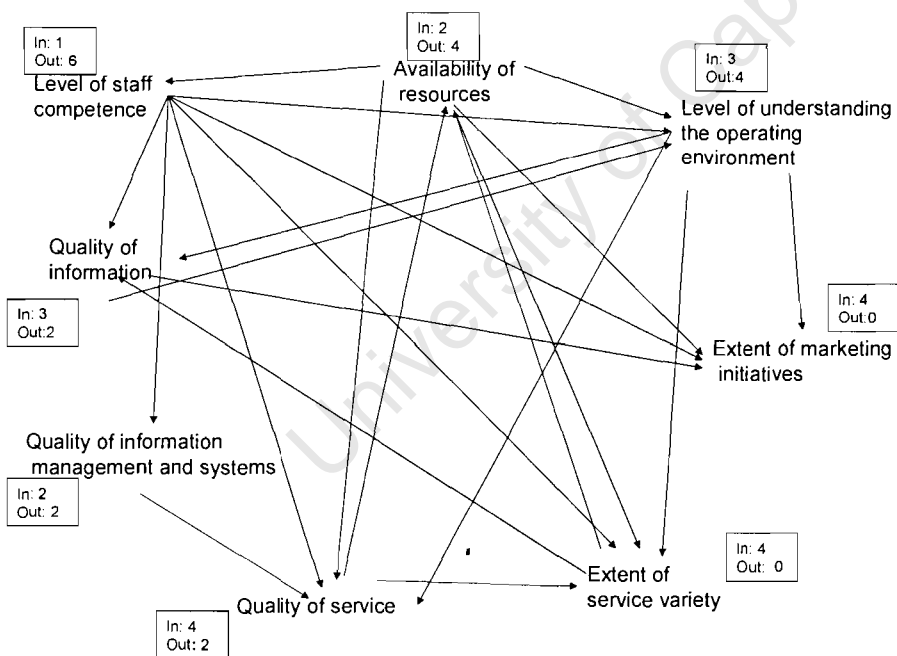 In: 1
Out: 6
Level of staff
competence
In: 2
Out: 4
Availability of
resources
In: 3
Out:4
Level of understanding
the operating
environment
Quality of
information
In: 3
Out:2
In: 4
Out:0
Extent of marketing
initiatives
Quality of information
management and systems
In: 2
Out: 2
Quality of service
In: 4
Out: 2
Extent of
service variety
In: 4
Out: 0
University of Cap